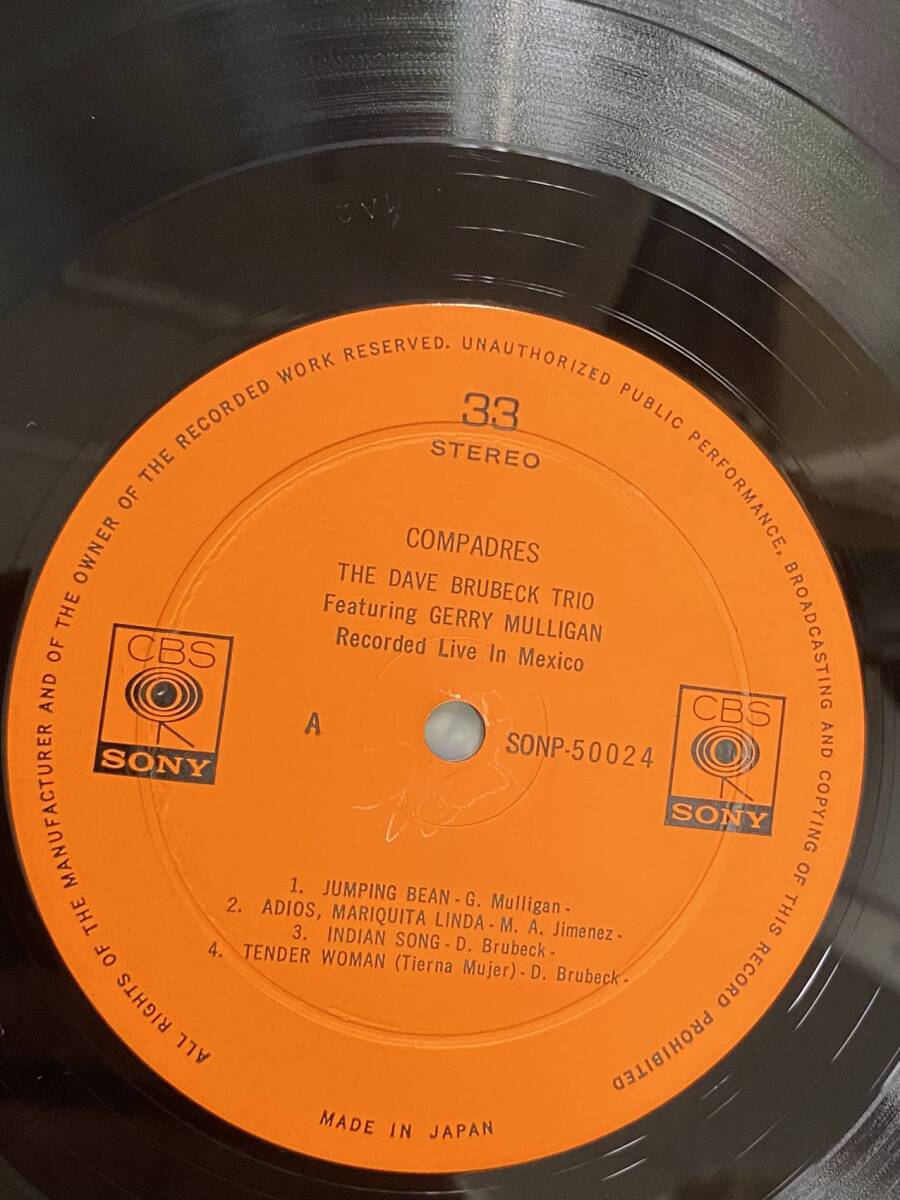 ALL RIGHTS OF THE MANUFACTURER AND OF THE OWNER OF THE RECORDED WORK RESERVED. UNAUTHORIZED PUBLIC PERFORMANCE, BROADCASTING AND COPYING OF THIS RECORD PROHIBITED
33
STEREO
COMPADRES
THE DAVE BRUBECK TRIO
Featuring GERRY MULLIGAN
Recorded Live In Mexico
CBS
SONY
A
SONP-50024
CBS
SONY
1. JUMPING BEAN - G. Mulligan -
2. ADIOS, MARIQUITA LINDA - M. A. Jimenez -
3. INDIAN SONG - D. Brubeck -
4. TENDER WOMAN (Tierna Mujer) - D. Brubeck -
MADE IN JAPAN